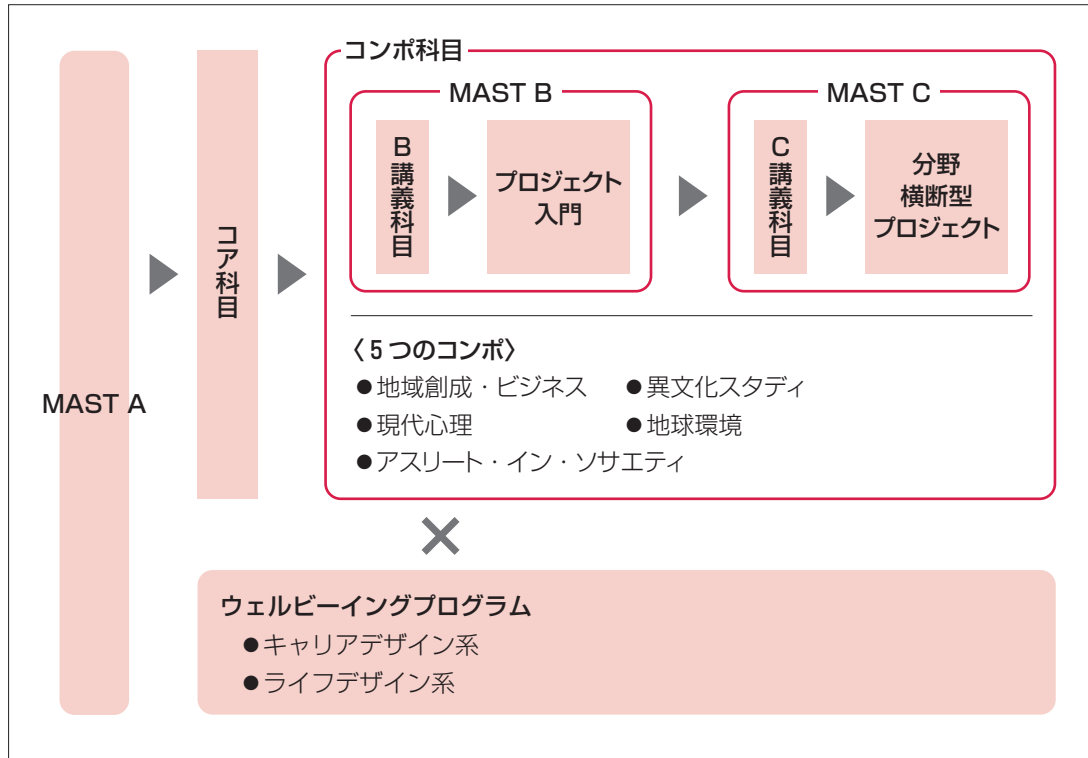 MAST A
コア科目
コンポ科目
MAST B
B講義科目
プロジェクト
入門
MAST C
C講義科目
分野
横断型
プロジェクト
〈5つのコンポ〉
●地域創成・ビジネス ●異文化スタディ
●現代心理 ●地球環境
●アスリート・イン・ソサエティ
×
ウェルビーイングプログラム
●キャリアデザイン系
●ライフデザイン系